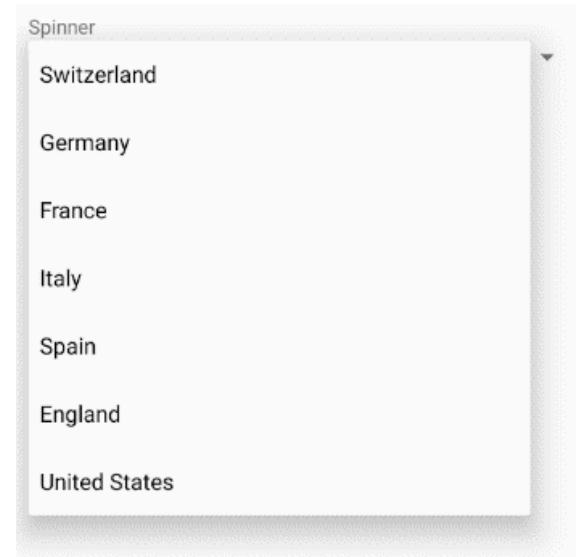 Spinner
Switzerland
Germany
France
Italy
Spain
England
United States